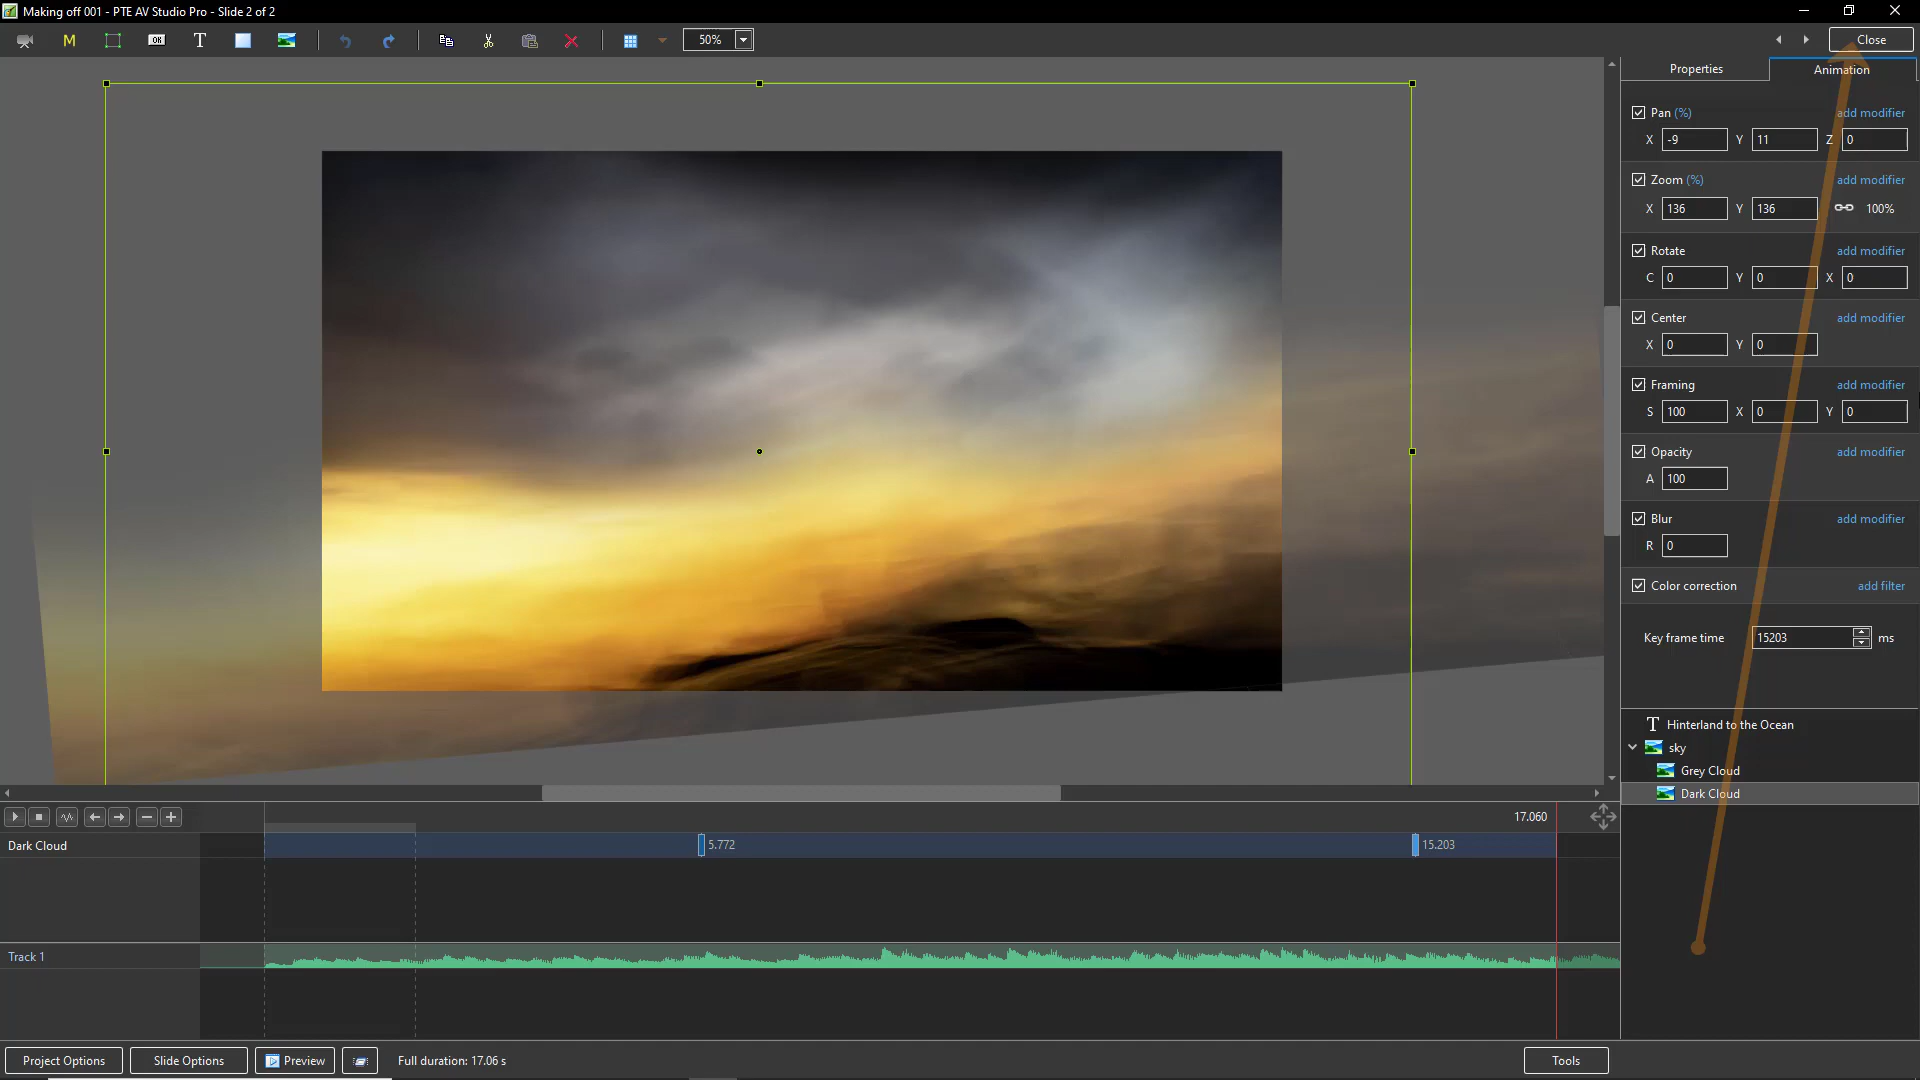 Making off 001 - PTE AV Studio Pro - Slide 2 of 2
M OK T 50% Close
Properties Animation
Pan (%) add modifier
X -9 Y 11 Z 0
Zoom (%) add modifier
X 136 Y 136 100%
Rotate add modifier
C 0 Y 0 X 0
Center add modifier
X 0 Y 0
Framing add modifier
S 100 X 0 Y 0
Opacity add modifier
A 100
Blur add modifier
R 0
Color correction add filter
Key frame time 15203 ms
T Hinterland to the Ocean
sky
Grey Cloud
Dark Cloud
17.060
Dark Cloud 5.772 15.203
Track 1
Project Options Slide Options Preview Full duration: 17.06 s Tools